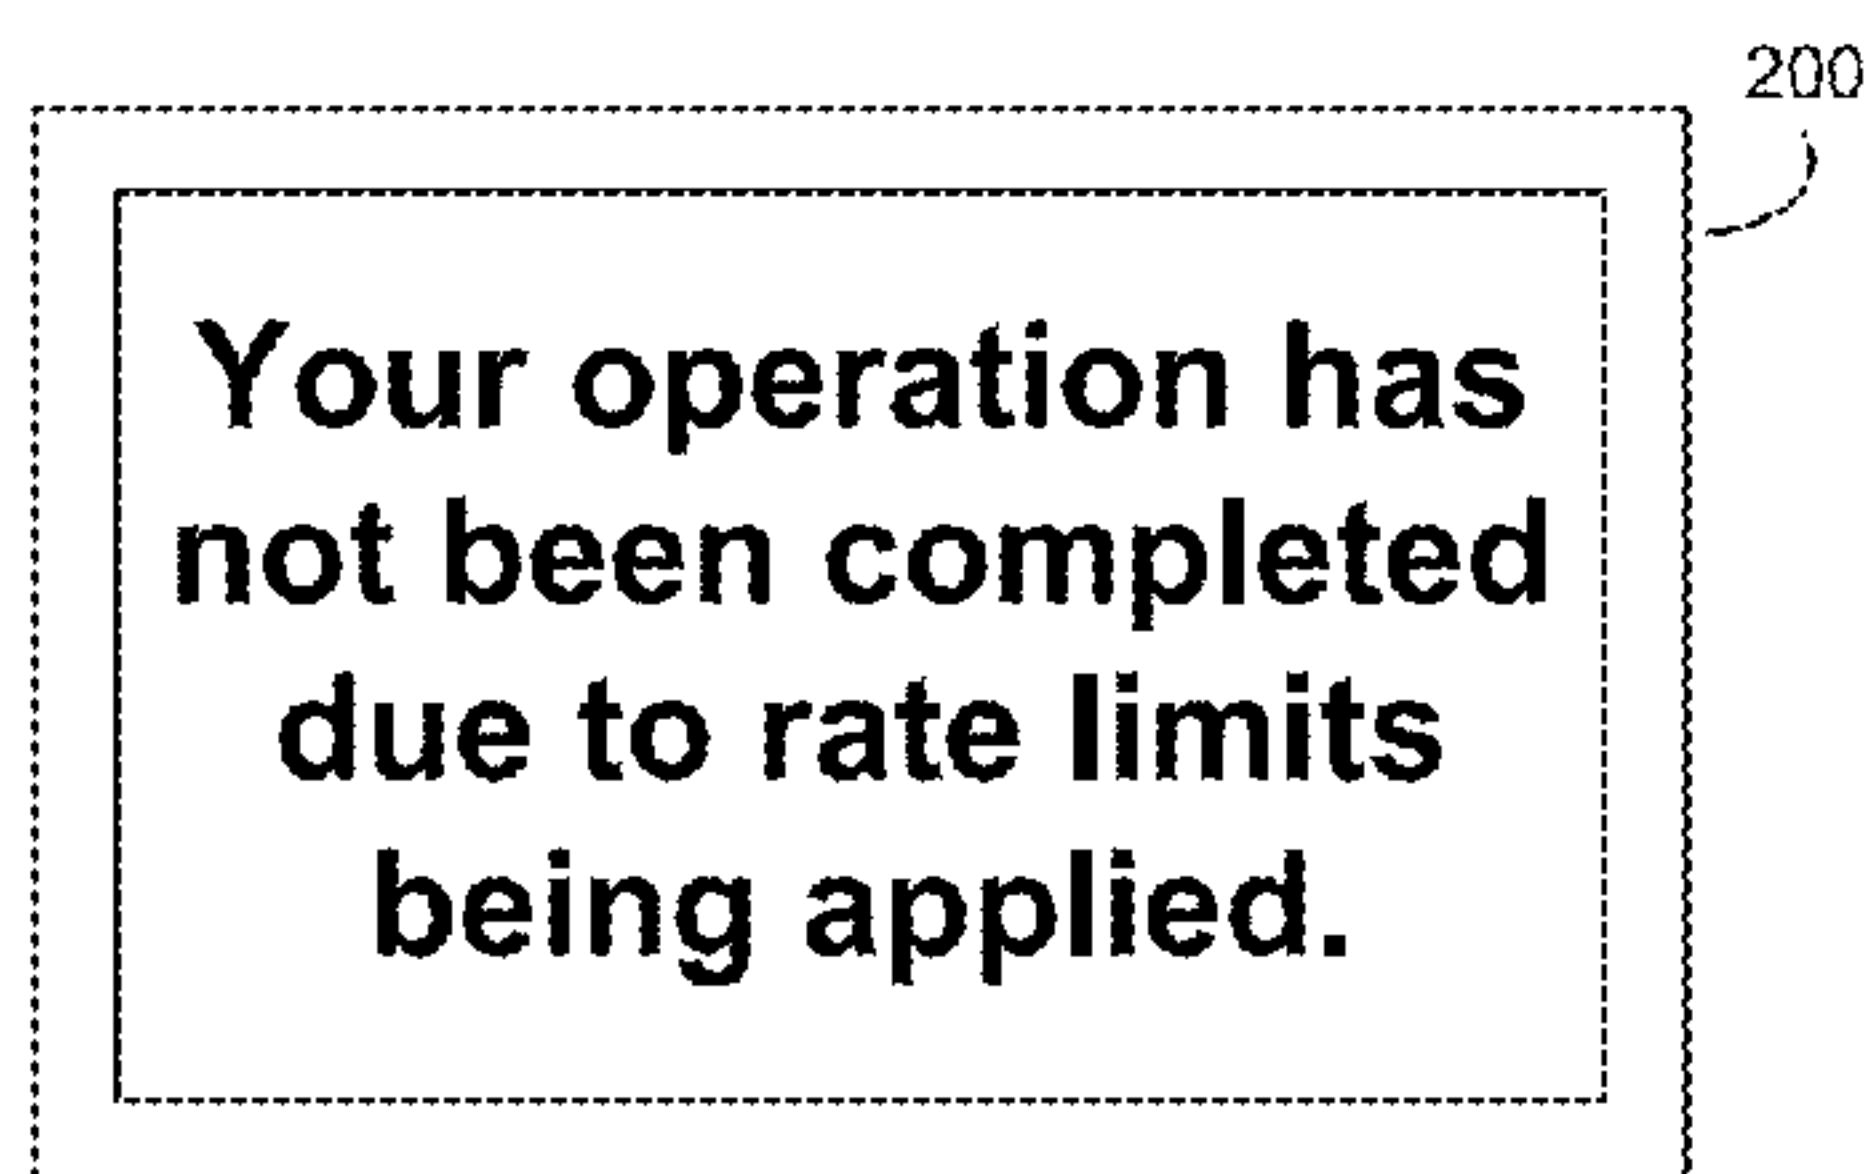 200
Your operation has
not been completed
due to rate limits
being applied.